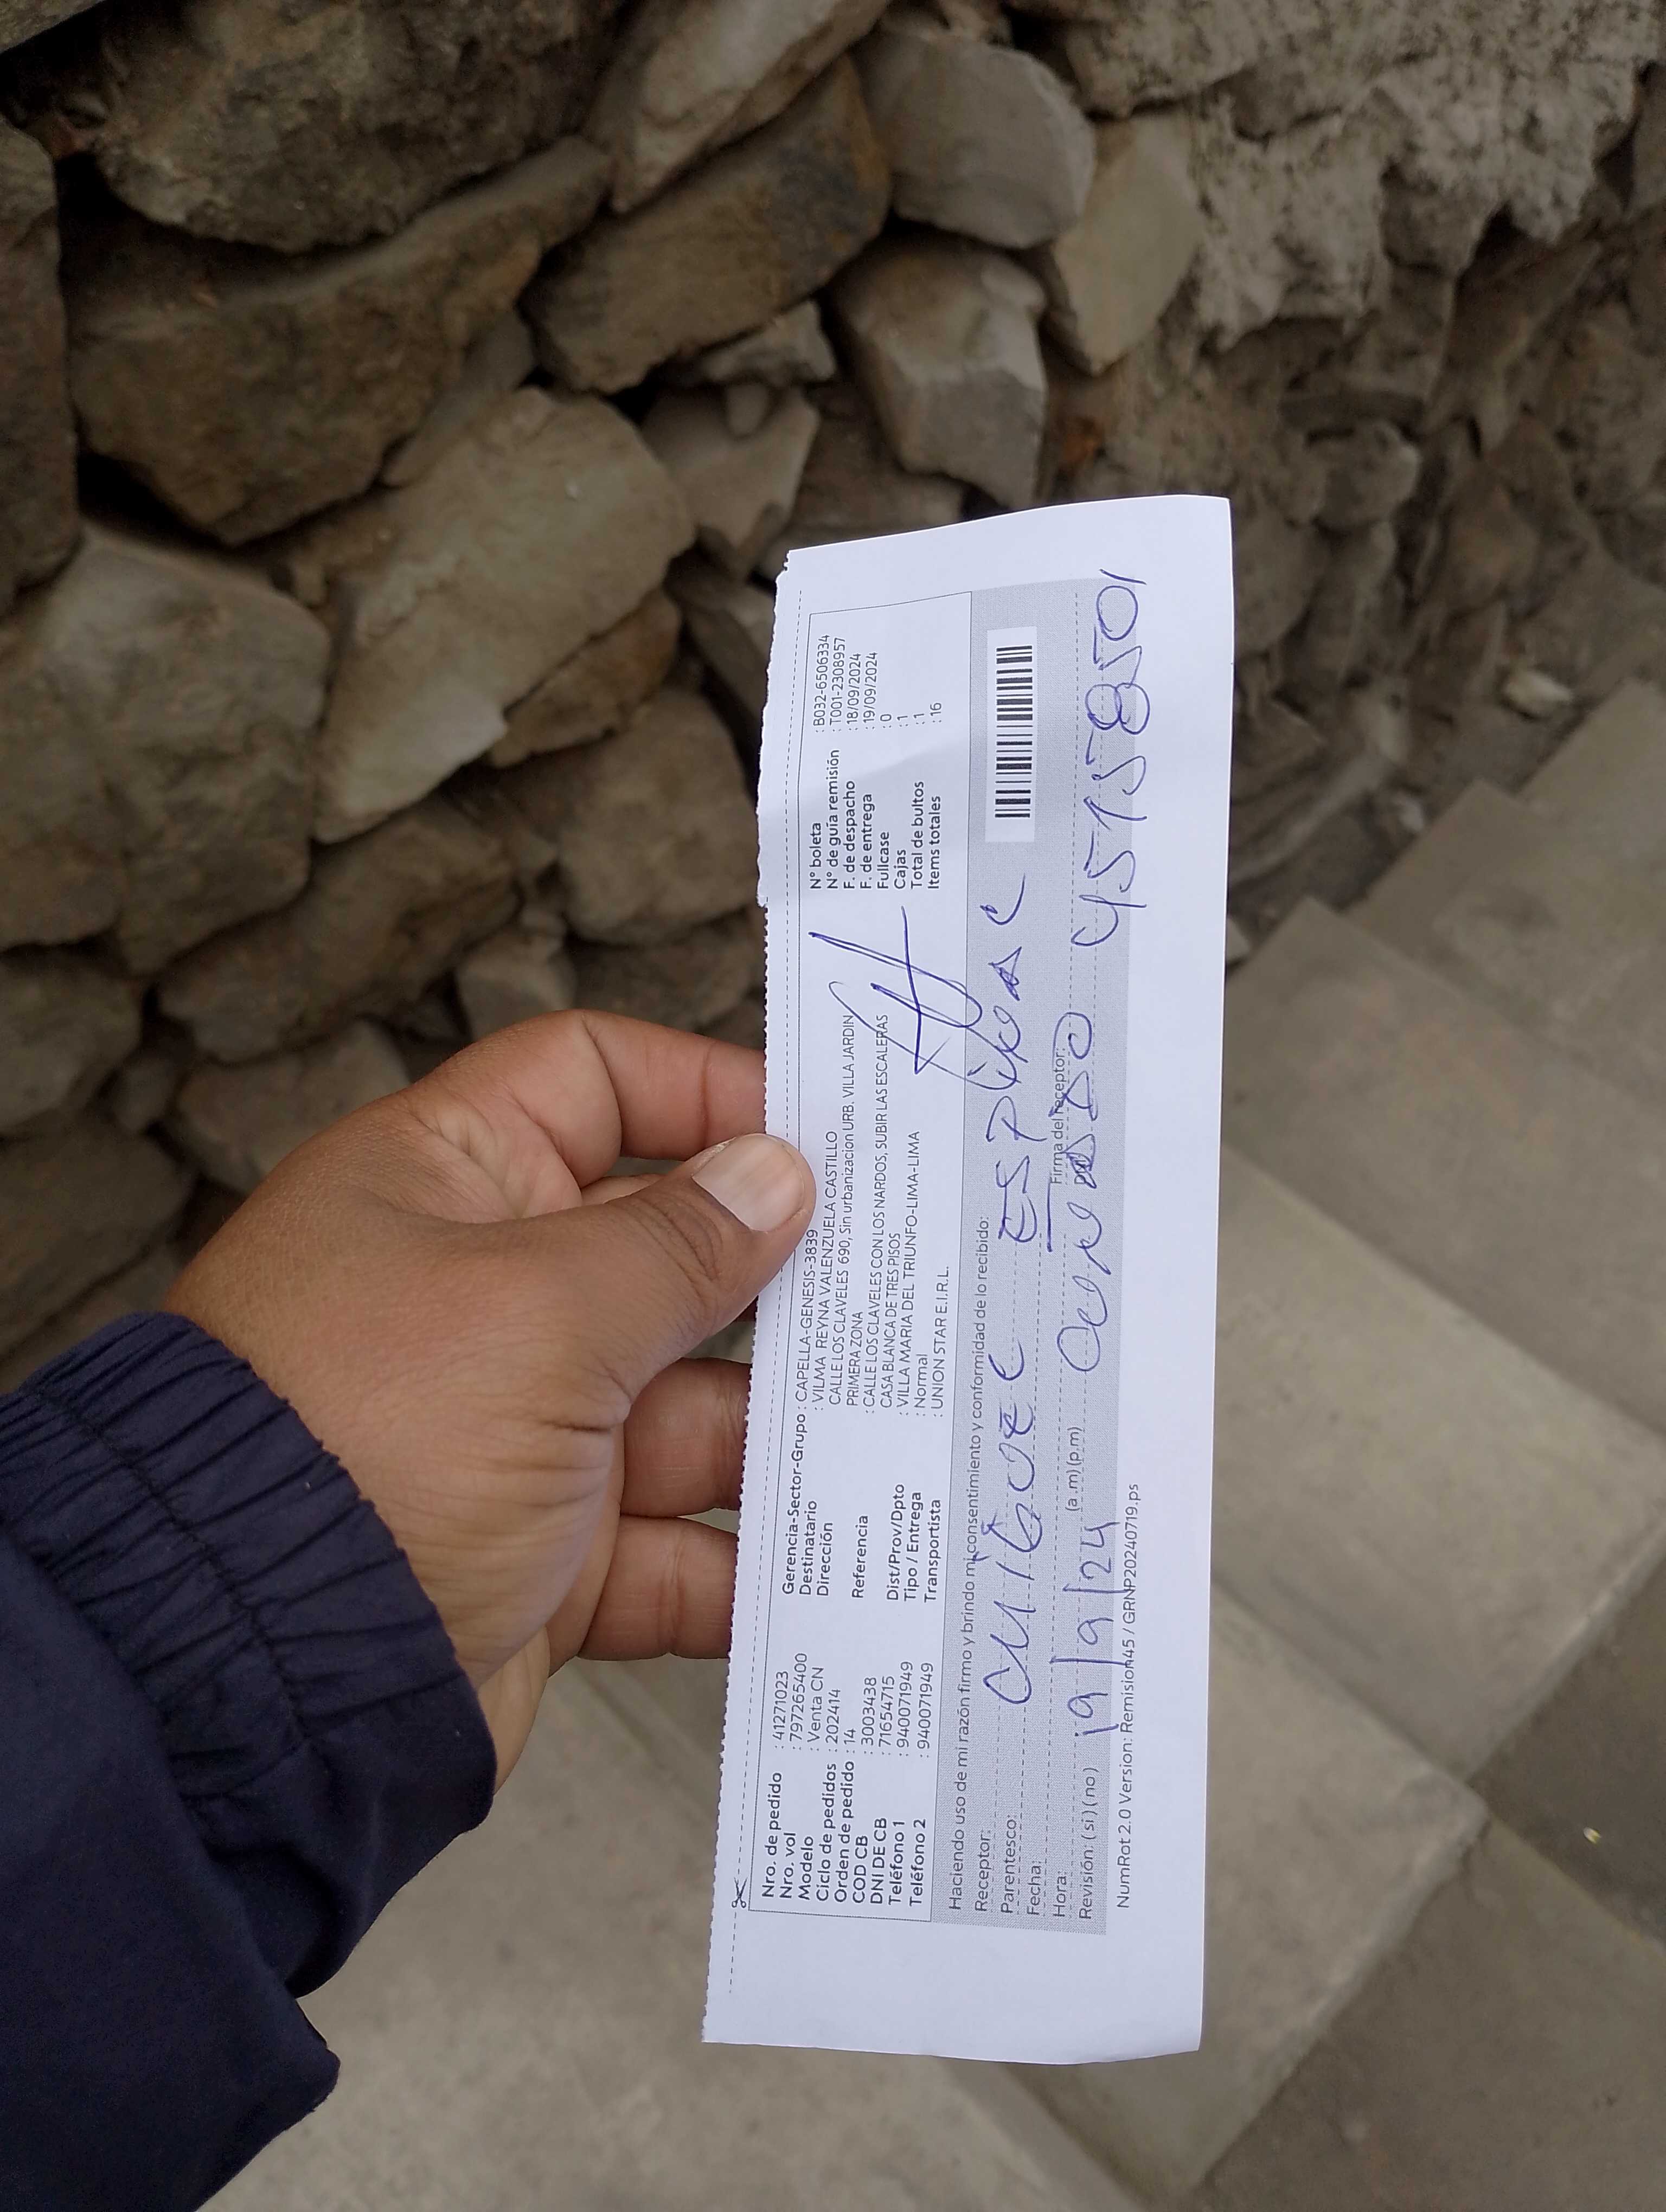 Nro. de pedido : 41271023
Nro. vol : 797265400
Modelo : Venta CN
Ciclo de pedidos : 202414
Orden de pedido : 14
COD CB : 3003438
DNI DE CB : 71654715
Teléfono 1 : 940071949
Teléfono 2 : 940071949
Gerencia-Sector-Grupo : CAPELLA-GENESIS-3839
Destinatario : VILMA REYNA VALENZUELA CASTILLO
Dirección CALLE LOS CLAVELES 690, Sin urbanizacion URB. VILLA JARDIN
PRIMERA ZONA
Referencia : CALLE LOS CLAVELES CON LOS NARDOS, SUBIR LAS ESCALERAS
CASA BLANCA DE TRES PISOS
Dist/Prov/Dpto : VILLA MARIA DEL TRIUNFO-LIMA-LIMA
Tipo / Entrega : Normal
Transportista : UNION STAR E.I.R.L.
N° boleta : B032-6506334
N° de guía remisión : T001-2308957
F. de despacho : 18/09/2024
F. de entrega : 19/09/2024
Fullcase : 0
Cajas : 1
Total de bultos : 1
Items totales : 16
Haciendo uso de mi razón firmo y brindo mi consentimiento y conformidad de lo recibido:
Receptor:
Parentesco:
Fecha:
Hora: (a.m)(p.m) Firma del receptor:
Revisión: (si)(no) 19/9/24 45158501
NumRot 2.0 Version: Remision45 / GRNP20240719.ps